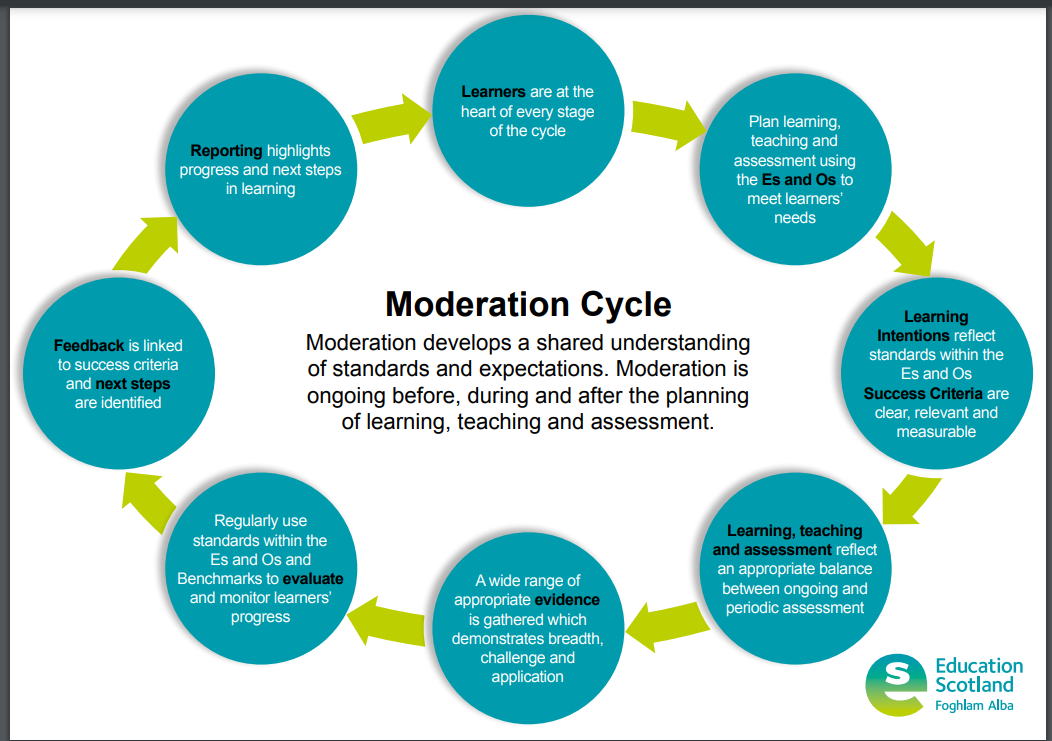 Learners are at the
heart of every stage
of the cycle
Plan learning,
teaching and
assessment using
the Es and Os to
meet learners’
needs
Learning
Intentions reflect
standards within the
Es and Os
Success Criteria are
clear, relevant and
measurable
Learning, teaching
and assessment reflect
an appropriate balance
between ongoing and
periodic assessment
A wide range of
appropriate evidence
is gathered which
demonstrates breadth,
challenge and
application
Regularly use
standards within the
Es and Os and
Benchmarks to evaluate
and monitor learners’
progress
Feedback is linked
to success criteria
and next steps
are identified
Reporting highlights
progress and next steps
in learning
Moderation Cycle
Moderation develops a shared understanding
of standards and expectations. Moderation is
ongoing before, during and after the planning
of learning, teaching and assessment.
Education
Scotland
Foghlam Alba